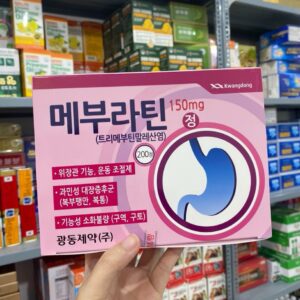 Kwangdong
메부라틴
150mg
정
(트리메부틴말레산염)
200정
• 위장관 기능, 운동 조절제
• 과민성 대장증후군
(복부팽만, 복통)
• 기능성 소화불량 (구역, 구토)
광동제약(주)